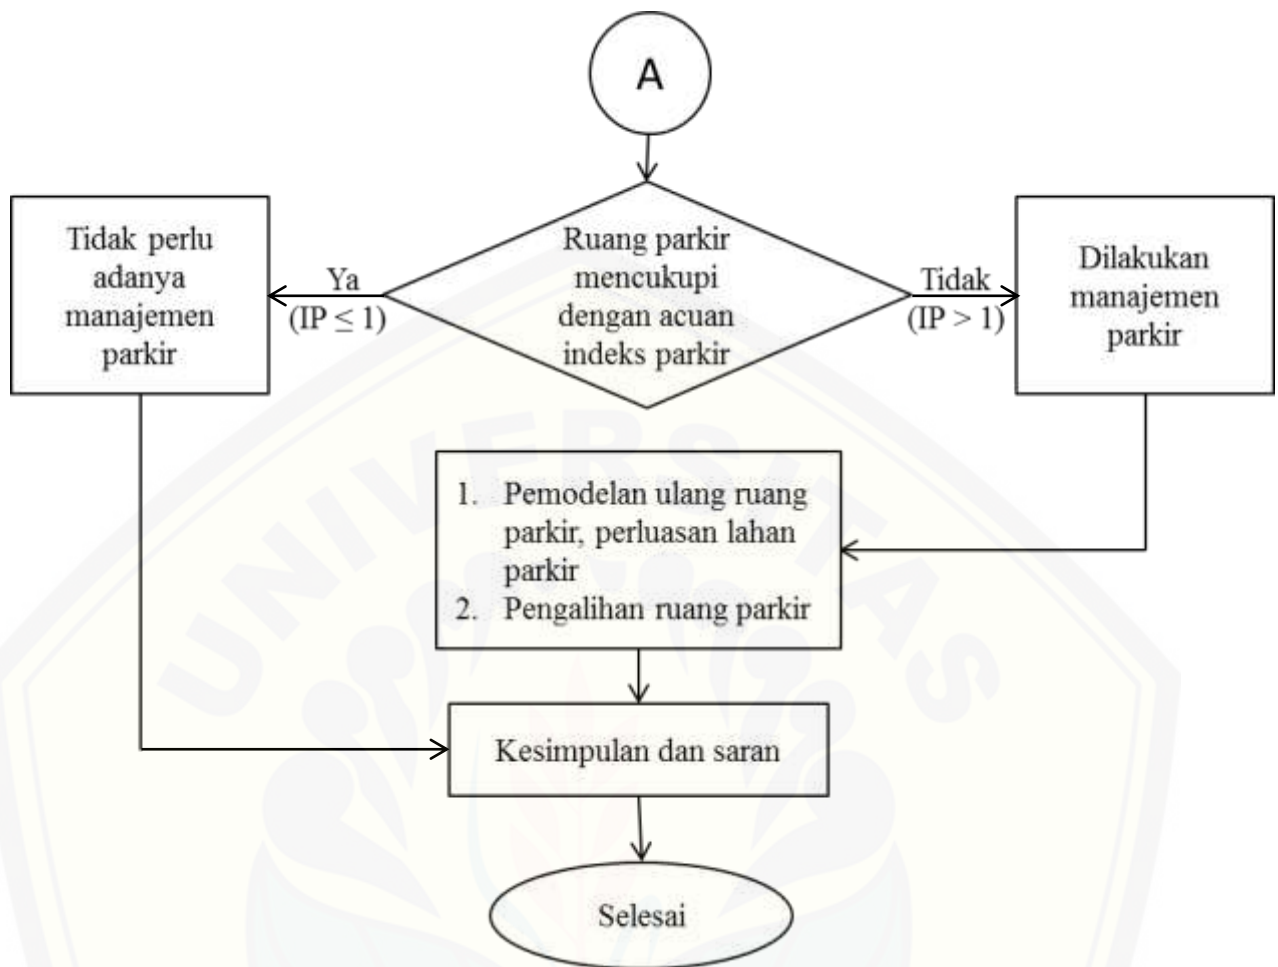 A
Ruang parkir
mencukupi
dengan acuan
indeks parkir
Tidak perlu
adanya
manajemen
parkir
Ya
(IP ≤ 1)
Tidak
(IP > 1)
Dilakukan
manajemen
parkir
1. Pemodelan ulang ruang
parkir, perluasan lahan
parkir
2. Pengalihan ruang parkir
Kesimpulan dan saran
Selesai
UNIVERSITAS